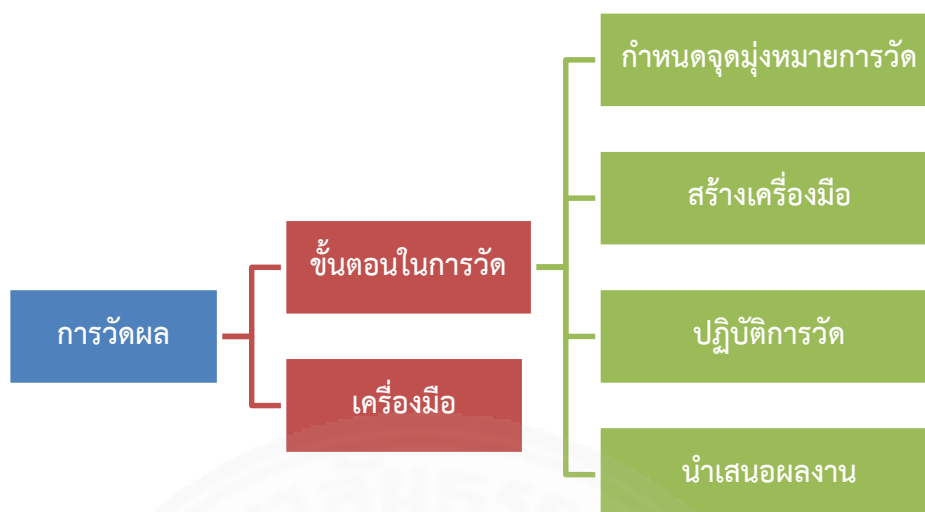 การวัดผล
ขั้นตอนในการวัด
กำหนดจุดมุ่งหมายการวัด
สร้างเครื่องมือ
ปฏิบัติการวัด
นำเสนอผลงาน
เครื่องมือ